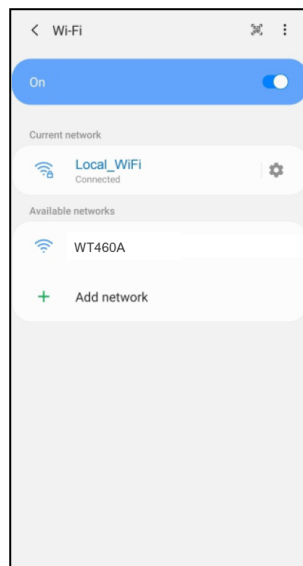 Wi-Fi
On
Current network
Local_WiFi
Connected
Available networks
WT460A
Add network